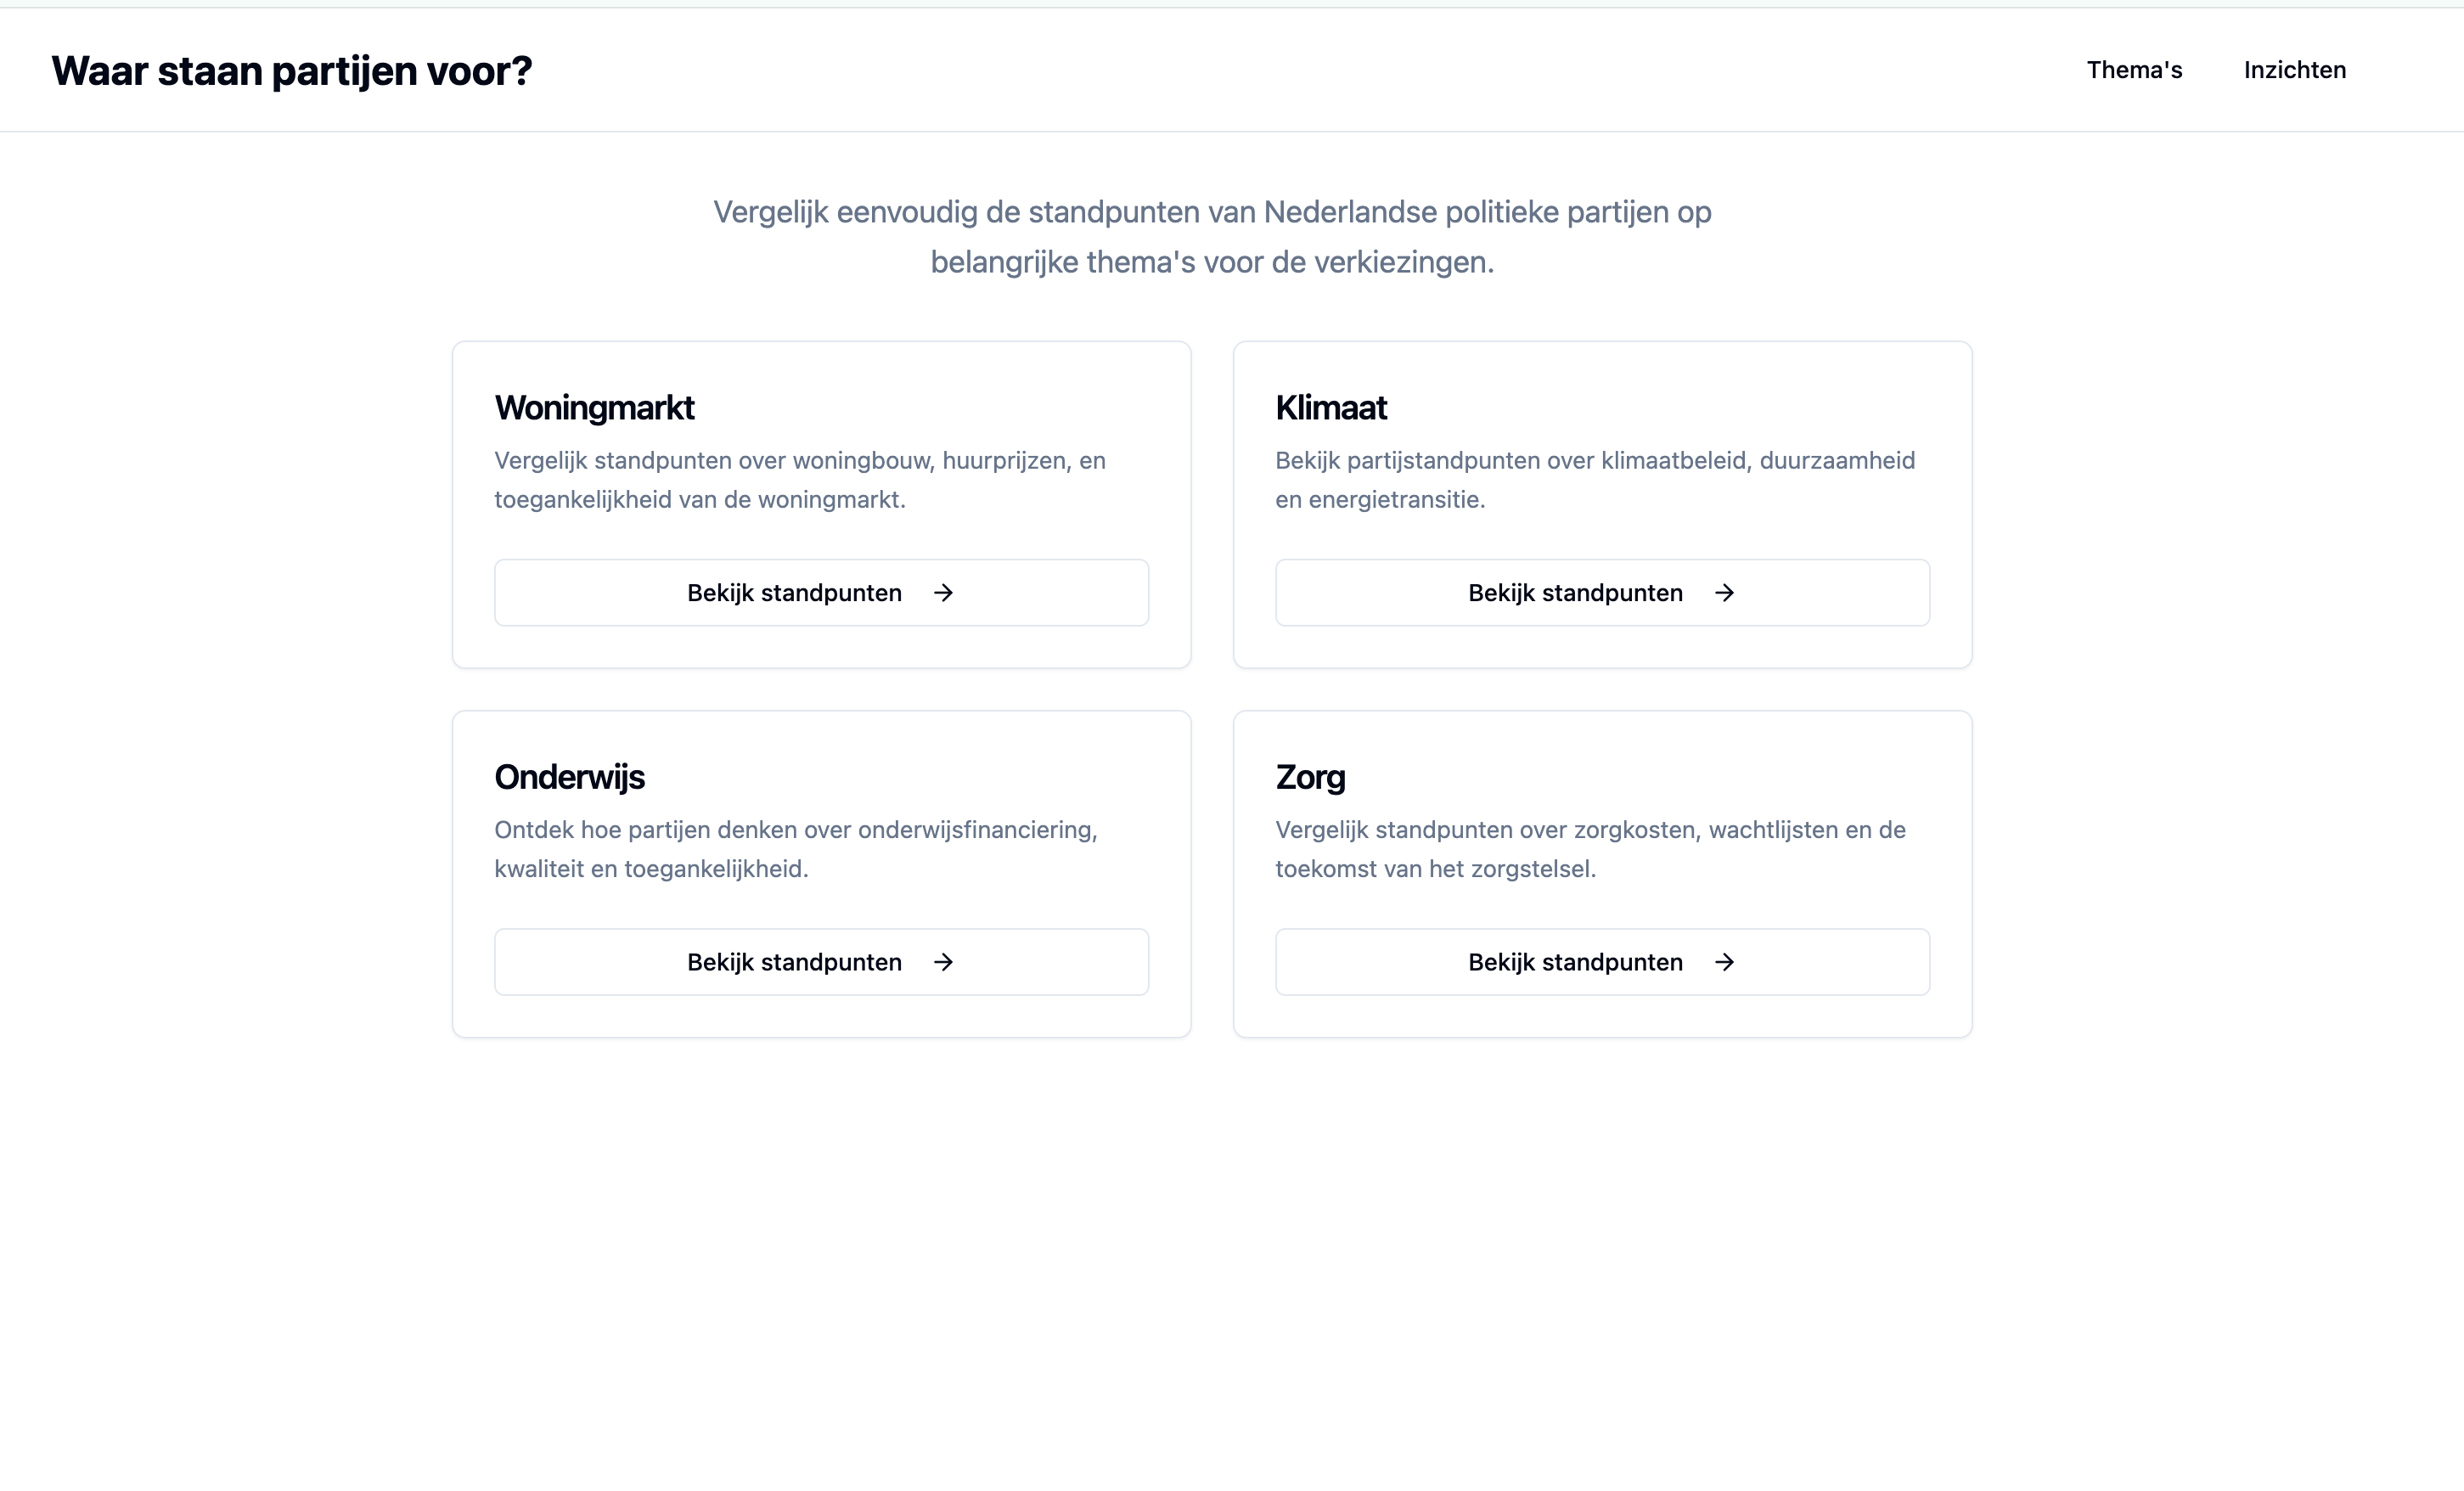 Waar staan partijen voor?
Thema's
Inzichten
Vergelijk eenvoudig de standpunten van Nederlandse politieke partijen op
belangrijke thema's voor de verkiezingen.
Woningmarkt
Vergelijk standpunten over woningbouw, huurprijzen, en
toegankelijkheid van de woningmarkt.
Bekijk standpunten →
Klimaat
Bekijk partijstandpunten over klimaatbeleid, duurzaamheid
en energietransitie.
Bekijk standpunten →
Onderwijs
Ontdek hoe partijen denken over onderwijsfinanciering,
kwaliteit en toegankelijkheid.
Bekijk standpunten →
Zorg
Vergelijk standpunten over zorgkosten, wachtlijsten en de
toekomst van het zorgstelsel.
Bekijk standpunten →